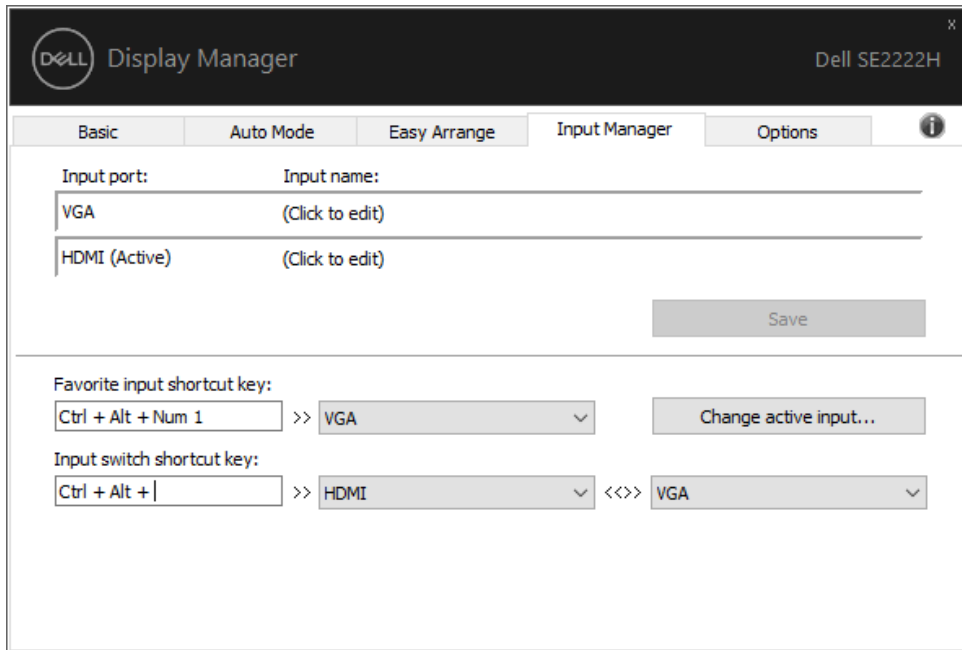 x
DELL Display Manager Dell SE2222H
Basic Auto Mode Easy Arrange Input Manager Options i
Input port: Input name:
VGA (Click to edit)
HDMI (Active) (Click to edit)
Save
Favorite input shortcut key:
Ctrl + Alt + Num 1 >> VGA Change active input...
Input switch shortcut key:
Ctrl + Alt + >> HDMI <<>> VGA